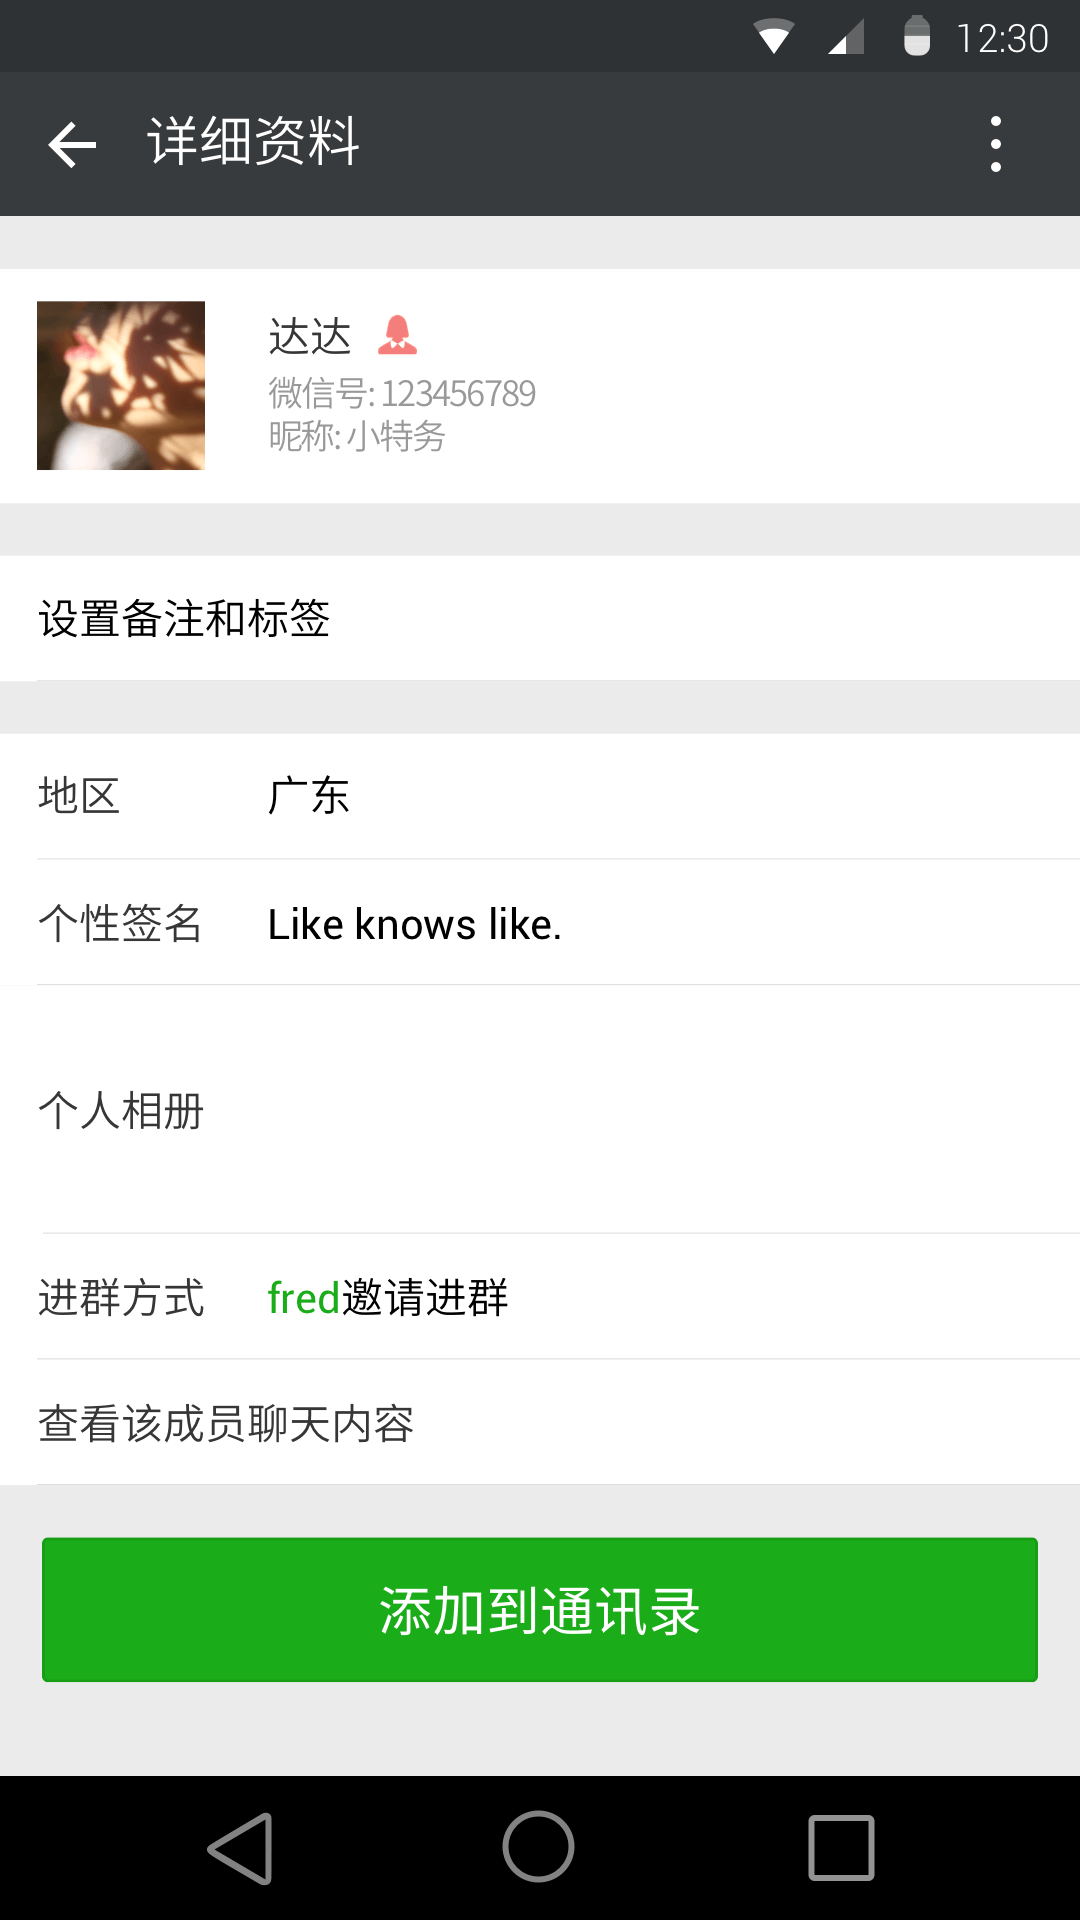 12:30
详细资料
达达
微信号: 123456789
昵称: 小特务
设置备注和标签
地区 广东
个性签名 Like knows like.
个人相册
进群方式 fred邀请进群
查看该成员聊天内容
添加到通讯录